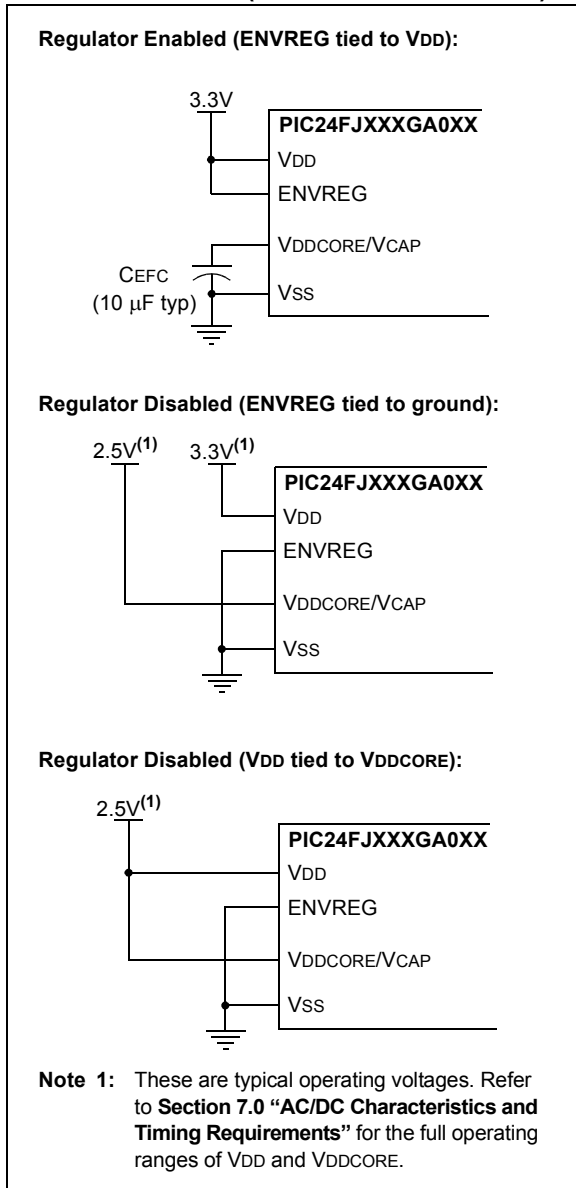 Regulator Enabled (ENVREG tied to VDD):
3.3V
PIC24FJXXXGA0XX
VDD
ENVREG
VDDCORE/VCAP
CEFC
(10 μF typ)
VSS
Regulator Disabled (ENVREG tied to ground):
2.5V(1) 3.3V(1)
PIC24FJXXXGA0XX
VDD
ENVREG
VDDCORE/VCAP
VSS
Regulator Disabled (VDD tied to VDDCORE):
2.5V(1)
PIC24FJXXXGA0XX
VDD
ENVREG
VDDCORE/VCAP
VSS
Note 1: These are typical operating voltages. Refer
to Section 7.0 “AC/DC Characteristics and
Timing Requirements” for the full operating
ranges of VDD and VDDCORE.